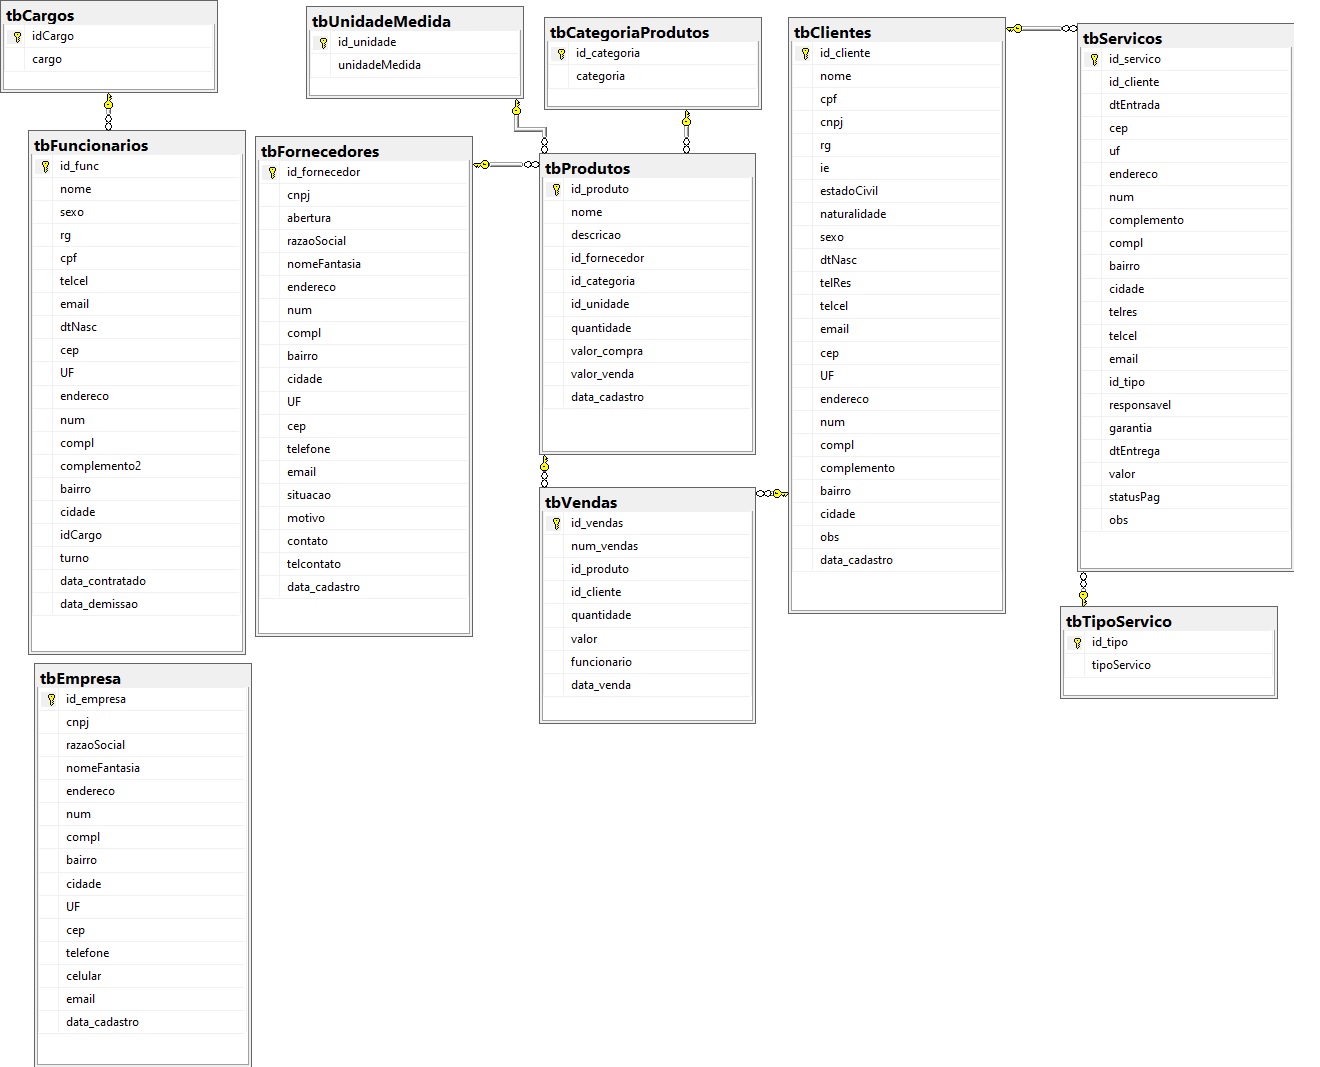 tbCargos
idCargo
cargo
tbUnidadeMedida
id_unidade
unidadeMedida
tbCategoriaProdutos
id_categoria
categoria
tbFuncionarios
id_func
nome
sexo
rg
cpf
telcel
email
dtNasc
cep
UF
endereco
num
compl
complemento2
bairro
cidade
idCargo
turno
data_contratado
data_demissao
tbFornecedores
id_fornecedor
cnpj
abertura
razaoSocial
nomeFantasia
endereco
num
compl
bairro
cidade
UF
cep
telefone
email
situacao
motivo
contato
telcontato
data_cadastro
tbProdutos
id_produto
nome
descricao
id_fornecedor
id_categoria
id_unidade
quantidade
valor_compra
valor_venda
data_cadastro
tbVendas
id_vendas
num_vendas
id_produto
id_cliente
quantidade
valor
funcionario
data_venda
tbClientes
id_cliente
nome
cpf
cnpj
rg
ie
estadoCivil
naturalidade
sexo
dtNasc
telRes
telcel
email
cep
UF
endereco
num
compl
complemento
bairro
cidade
obs
data_cadastro
tbServicos
id_servico
id_cliente
dtEntrada
cep
uf
endereco
num
complemento
compl
bairro
cidade
telres
telcel
email
id_tipo
responsavel
garantia
dtEntrega
valor
statusPag
obs
tbTipoServico
id_tipo
tipoServico
tbEmpresa
id_empresa
cnpj
razaoSocial
nomeFantasia
endereco
num
compl
bairro
cidade
UF
cep
telefone
celular
email
data_cadastro